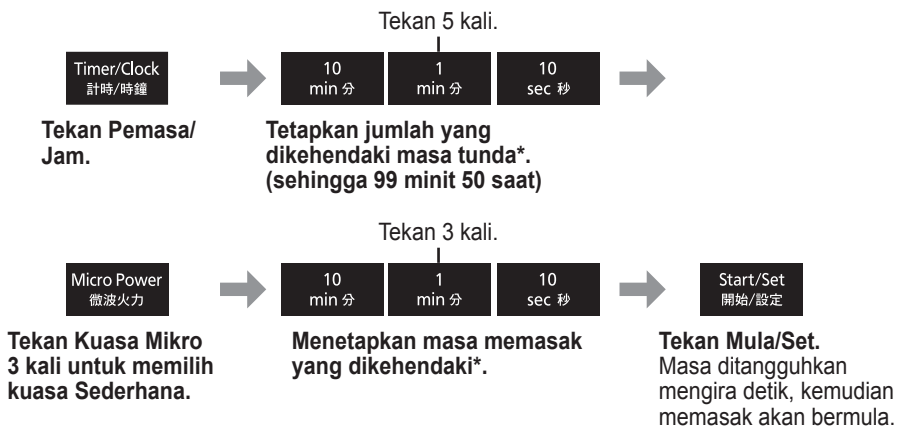 Tekan 5 kali.
Timer/Clock
計時/時鐘
10
min 分
1
min 分
10
sec 秒
Tekan Pemasa/
Jam.
Tetapkan jumlah yang
dikehendaki masa tunda*.
(sehingga 99 minit 50 saat)
Tekan 3 kali.
Micro Power
微波火力
10
min 分
1
min 分
10
sec 秒
Start/Set
開始/設定
Tekan Kuasa Mikro
3 kali untuk memilih
kuasa Sederhana.
Menetapkan masa memasak
yang dikehendaki*.
Tekan Mula/Set.
Masa ditangguhkan
mengira detik, kemudian
memasak akan bermula.